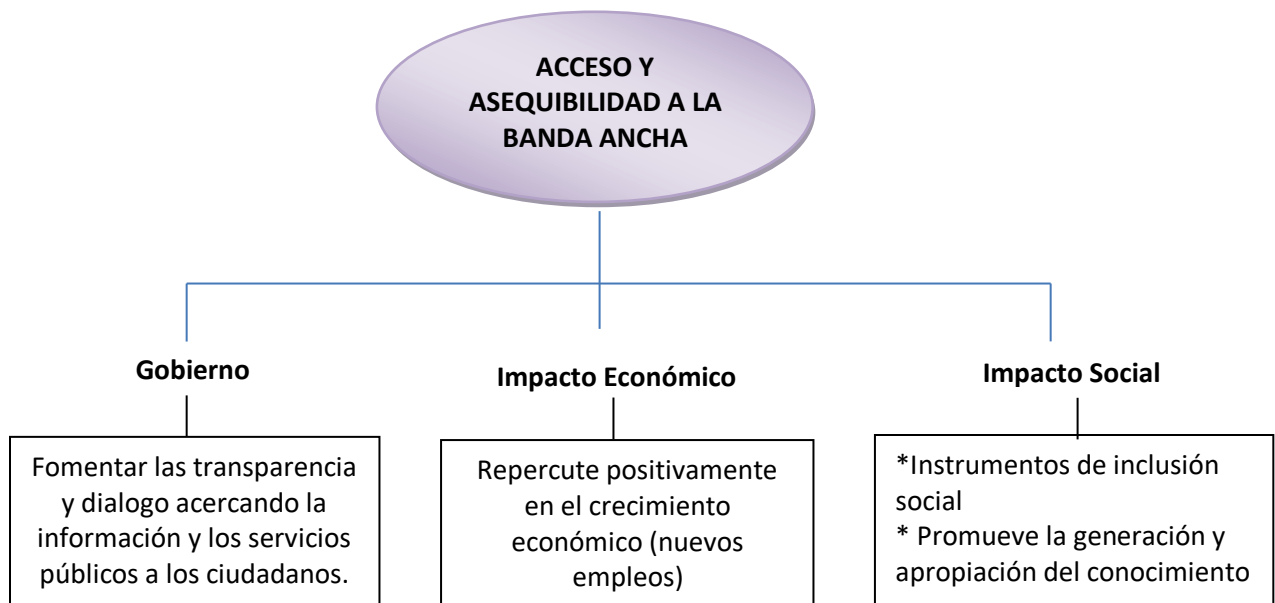 ACCESO Y
ASEQUIBILIDAD A LA
BANDA ANCHA
Gobierno
Impacto Económico
Impacto Social
Fomentar las transparencia
y dialogo acercando la
información y los servicios
públicos a los ciudadanos.
Repercute positivamente
en el crecimiento
económico (nuevos
empleos)
*Instrumentos de inclusión
social
* Promueve la generación y
apropiación del conocimiento